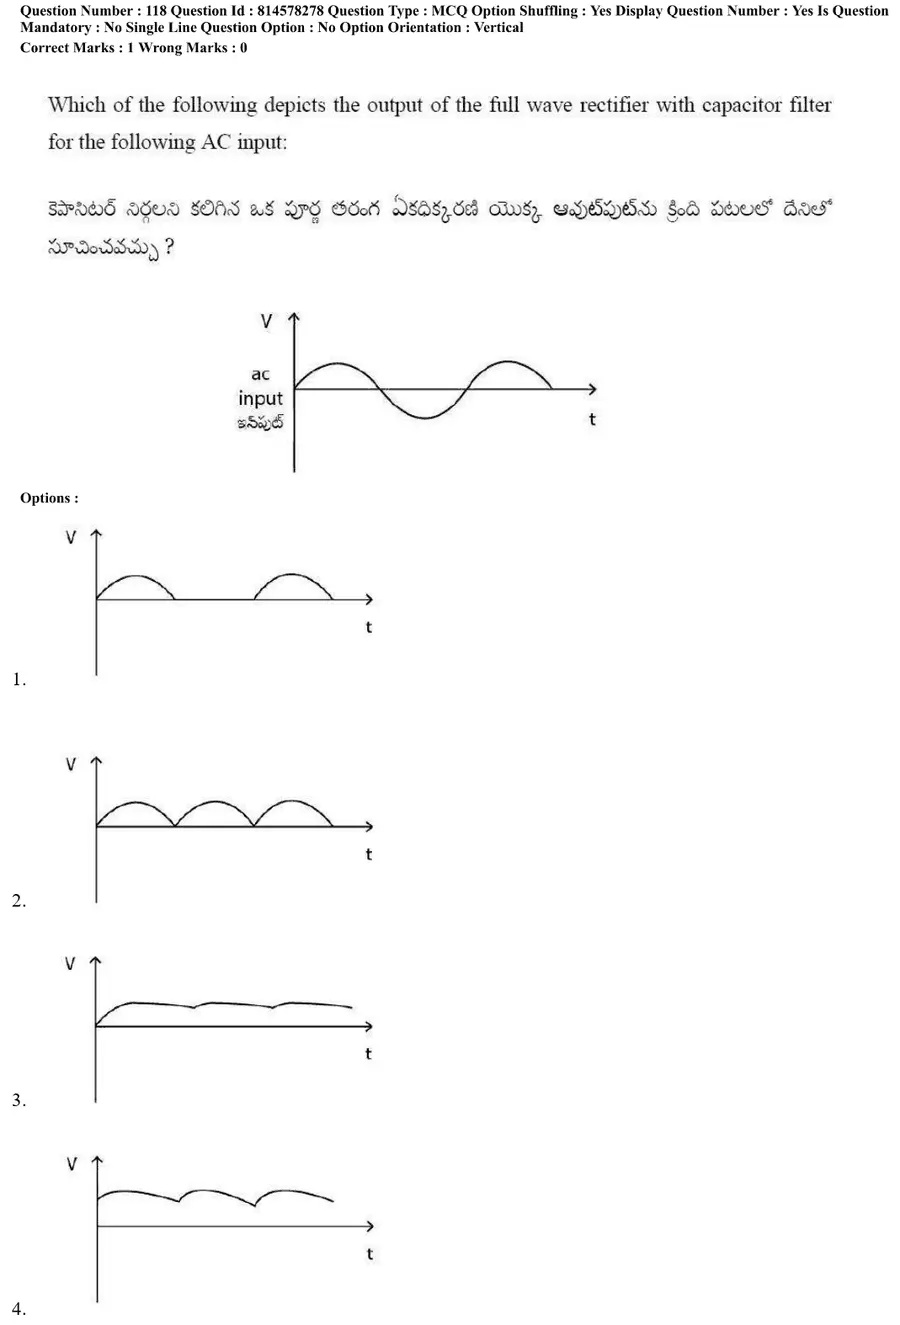 Question Number : 118 Question Id : 814578278 Question Type : MCQ Option Shuffling : Yes Display Question Number : Yes Is Question
Mandatory : No Single Line Question Option : No Option Orientation : Vertical
Correct Marks : 1 Wrong Marks : 0
Which of the following depicts the output of the full wave rectifier with capacitor filter
for the following AC input:
కెపాసిటర్ నిర్గలని కలిగిన ఒక పూర్ణ తరంగ ఏకధిక్కరణి యొక్క ఆవుట్‌పుట్‌ను క్రింది పటలలో దేనితో
సూచించవచ్చు ?
V
ac
input
ఇన్‌పుట్
t
Options :
V
t
1.
V
t
2.
V
t
3.
V
t
4.